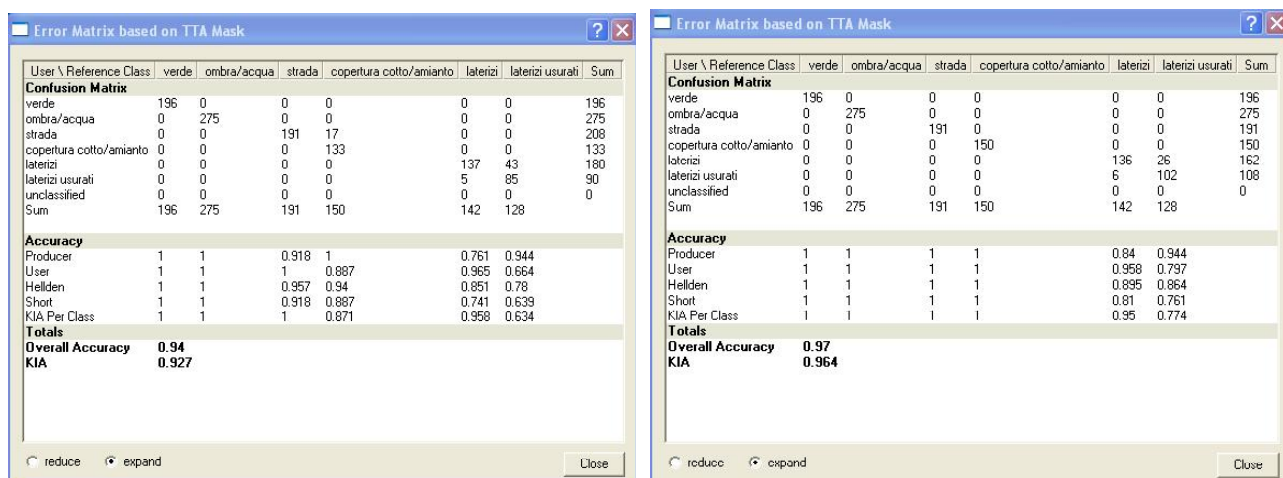 Error Matrix based on TTA Mask
User \ Reference Class verde ombra/acqua strada copertura cotto/amianto laterizi laterizi usurati Sum
Confusion Matrix
verde 196 0 0 0 0 0 196
ombra/acqua 0 275 0 0 0 0 275
strada 0 0 191 17 0 0 208
copertura cotto/amianto 0 0 0 133 0 0 133
laterizi 0 0 0 0 137 43 180
laterizi usurati 0 0 0 0 5 85 90
unclassified 0 0 0 0 0 0 0
Sum 196 275 191 150 142 128
Accuracy
Producer 1 1 0.918 1 0.761 0.944
User 1 1 1 0.887 0.965 0.664
Hellden 1 1 0.957 0.94 0.851 0.78
Short 1 1 0.918 0.887 0.741 0.639
KIA Per Class 1 1 1 0.871 0.958 0.634
Totals
Overall Accuracy 0.94
KIA 0.927
reduce expand Close
Error Matrix based on TTA Mask
User \ Reference Class verde ombra/acqua strada copertura cotto/amianto laterizi laterizi usurati Sum
Confusion Matrix
verde 196 0 0 0 0 0 196
ombra/acqua 0 275 0 0 0 0 275
strada 0 0 191 0 0 0 191
copertura cotto/amianto 0 0 0 150 0 0 150
laterizi 0 0 0 0 136 26 162
laterizi usurati 0 0 0 0 6 102 108
unclassified 0 0 0 0 0 0 0
Sum 196 275 191 150 142 128
Accuracy
Producer 1 1 1 1 0.84 0.944
User 1 1 1 1 0.958 0.797
Hellden 1 1 1 1 0.895 0.864
Short 1 1 1 1 0.81 0.761
KIA Per Class 1 1 1 1 0.95 0.774
Totals
Overall Accuracy 0.97
KIA 0.964
reduce expand Close